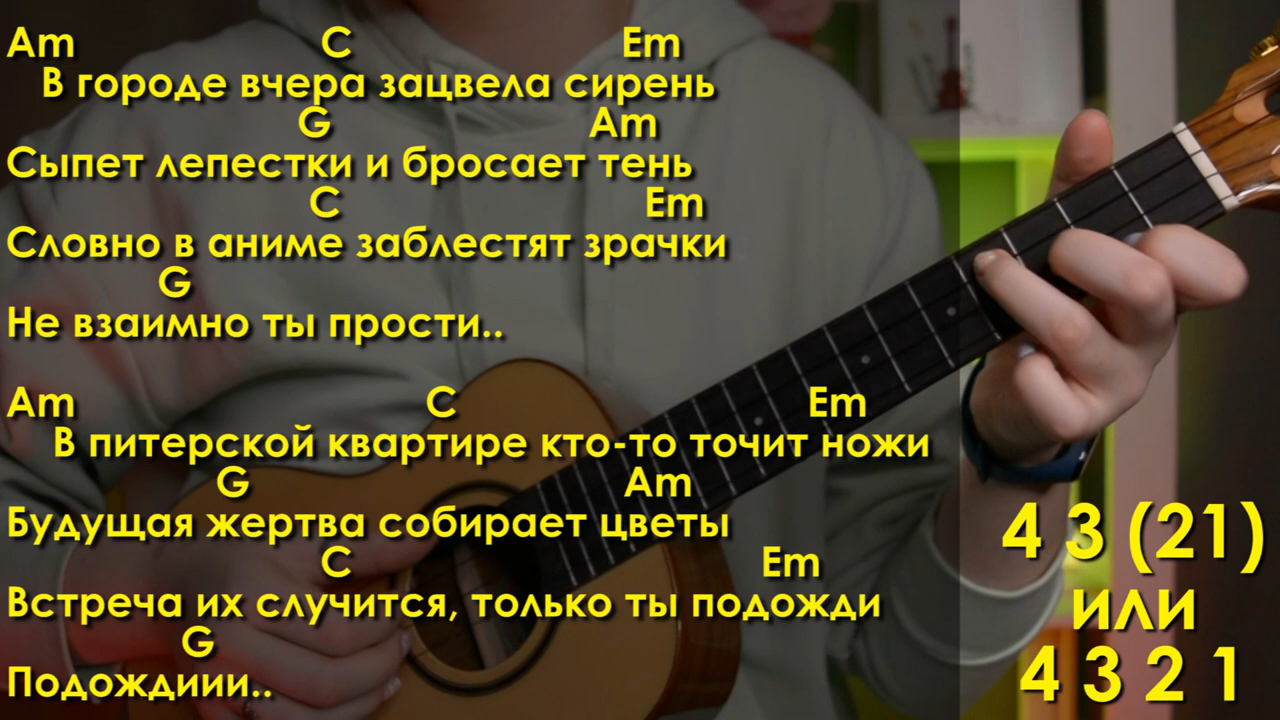 Am C Em
В городе вчера зацвела сирень
G Am
Сыпет лепестки и бросает тень
C Em
Словно в аниме заблестят зрачки
G
Не взаимно ты прости..
Am C Em
В питерской квартире кто-то точит ножи
G Am
Будущая жертва собирает цветы
C Em
Встреча их случится, только ты подожди
G
Подождиии..
4 3 (21)
или
4 3 2 1